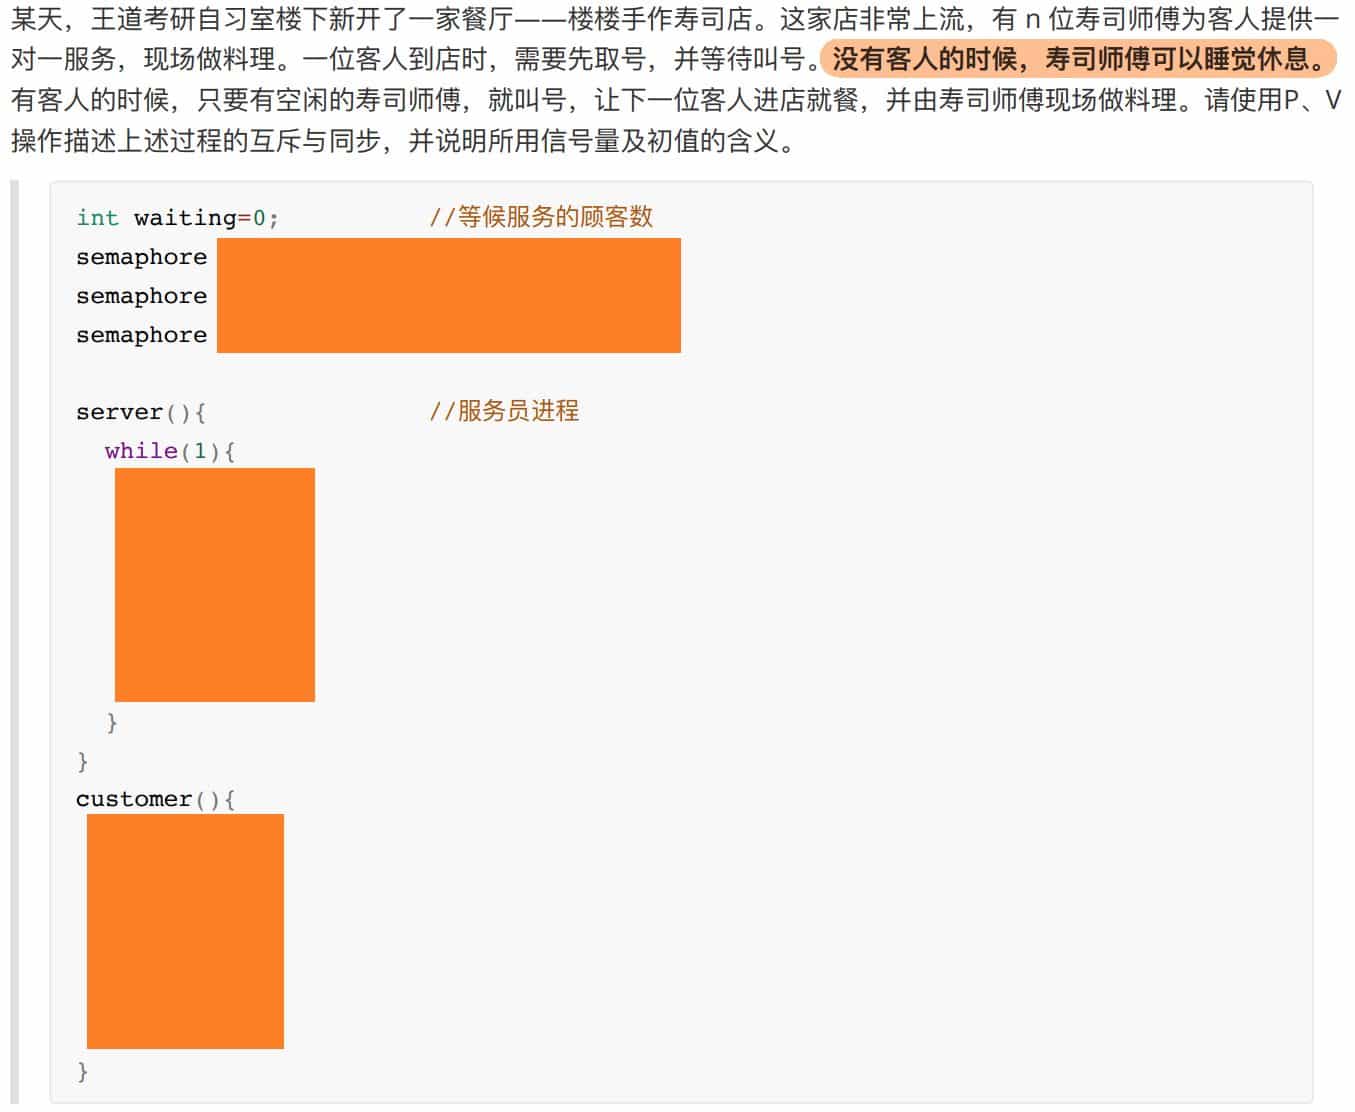 某天，王道考研自习室楼下新开了一家餐厅——楼楼手作寿司店。这家店非常上流，有 n 位寿司师傅为客人提供一
对一服务，现场做料理。一位客人到店时，需要先取号，并等待叫号。没有客人的时候，寿司师傅可以睡觉休息。
有客人的时候，只要有空闲的寿司师傅，就叫号，让下一位客人进店就餐，并由寿司师傅现场做料理。请使用P、V
操作描述上述过程的互斥与同步，并说明所用信号量及初值的含义。
int waiting=0; //等候服务的顾客数
semaphore
semaphore
semaphore
server(){ //服务员进程
while(1){
}
}
customer(){
}